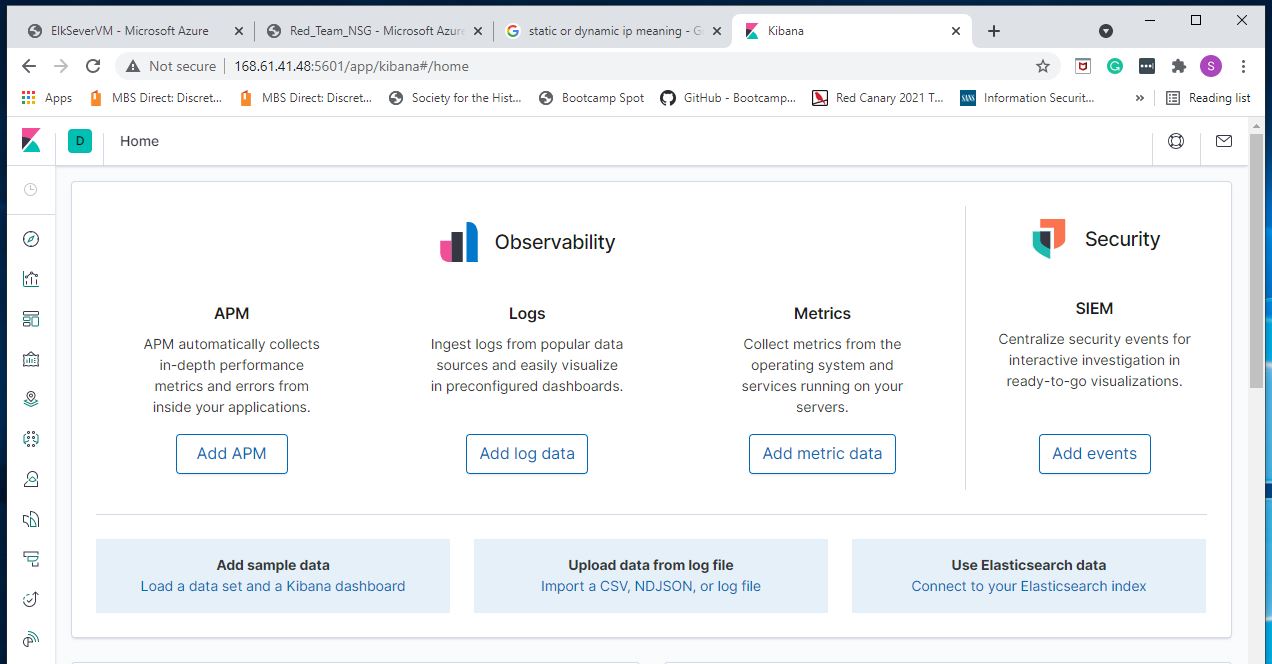 ElkSeverVM - Microsoft Azure
Red_Team_NSG - Microsoft Azure
static or dynamic ip meaning - G
Kibana
Not secure
168.61.41.48:5601/app/kibana#/home
S
Apps
MBS Direct: Discret...
MBS Direct: Discret...
Society for the Hist...
Bootcamp Spot
GitHub - Bootcamp...
Red Canary 2021 T...
SANS
Information Securit...
»
Reading list
D
Home
Observability
Security
APM
APM automatically collects
in-depth performance
metrics and errors from
inside your applications.
Add APM
Logs
Ingest logs from popular data
sources and easily visualize
in preconfigured dashboards.
Add log data
Metrics
Collect metrics from the
operating system and
services running on your
servers.
Add metric data
SIEM
Centralize security events for
interactive investigation in
ready-to-go visualizations.
Add events
Add sample data
Load a data set and a Kibana dashboard
Upload data from log file
Import a CSV, NDJSON, or log file
Use Elasticsearch data
Connect to your Elasticsearch index